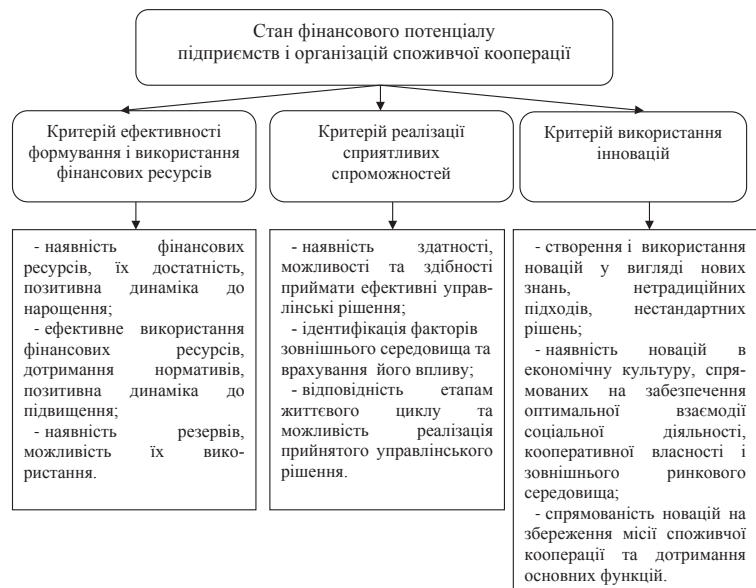 Стан фінансового потенціалу
підприємств і організацій споживчої кооперації
Критерій ефективності
формування і використання
фінансових ресурсів
Критерій реалізації
сприятливих
спроможностей
Критерій використання
інновацій
- наявність фінансових
ресурсів, їх достатність,
позитивна динаміка до
нарощення;
- ефективне використання
фінансових ресурсів,
дотримання нормативів,
позитивна динаміка до
підвищення;
- наявність резервів,
можливість їх вико-
ристання.
- наявність здатності,
можливості та здібності
приймати ефективні управ-
лінські рішення;
- ідентифікація факторів
зовнішнього середовища та
врахування його впливу;
- відповідність етапам
життєвого циклу та
можливість реалізація
прийнятого управлінського
рішення.
- створення і використання
новацій у вигляді нових
знань, нетрадиційних
підходів, нестандартних
рішень;
- наявність новацій в
економічну культуру, спря-
мованих на забезпечення
оптимальної взаємодії
соціальної діяльності,
кооперативної власності і
зовнішнього ринкового
середовища;
- спрямованість новацій на
збереження місії споживчої
кооперації та дотримання
основних функцій.